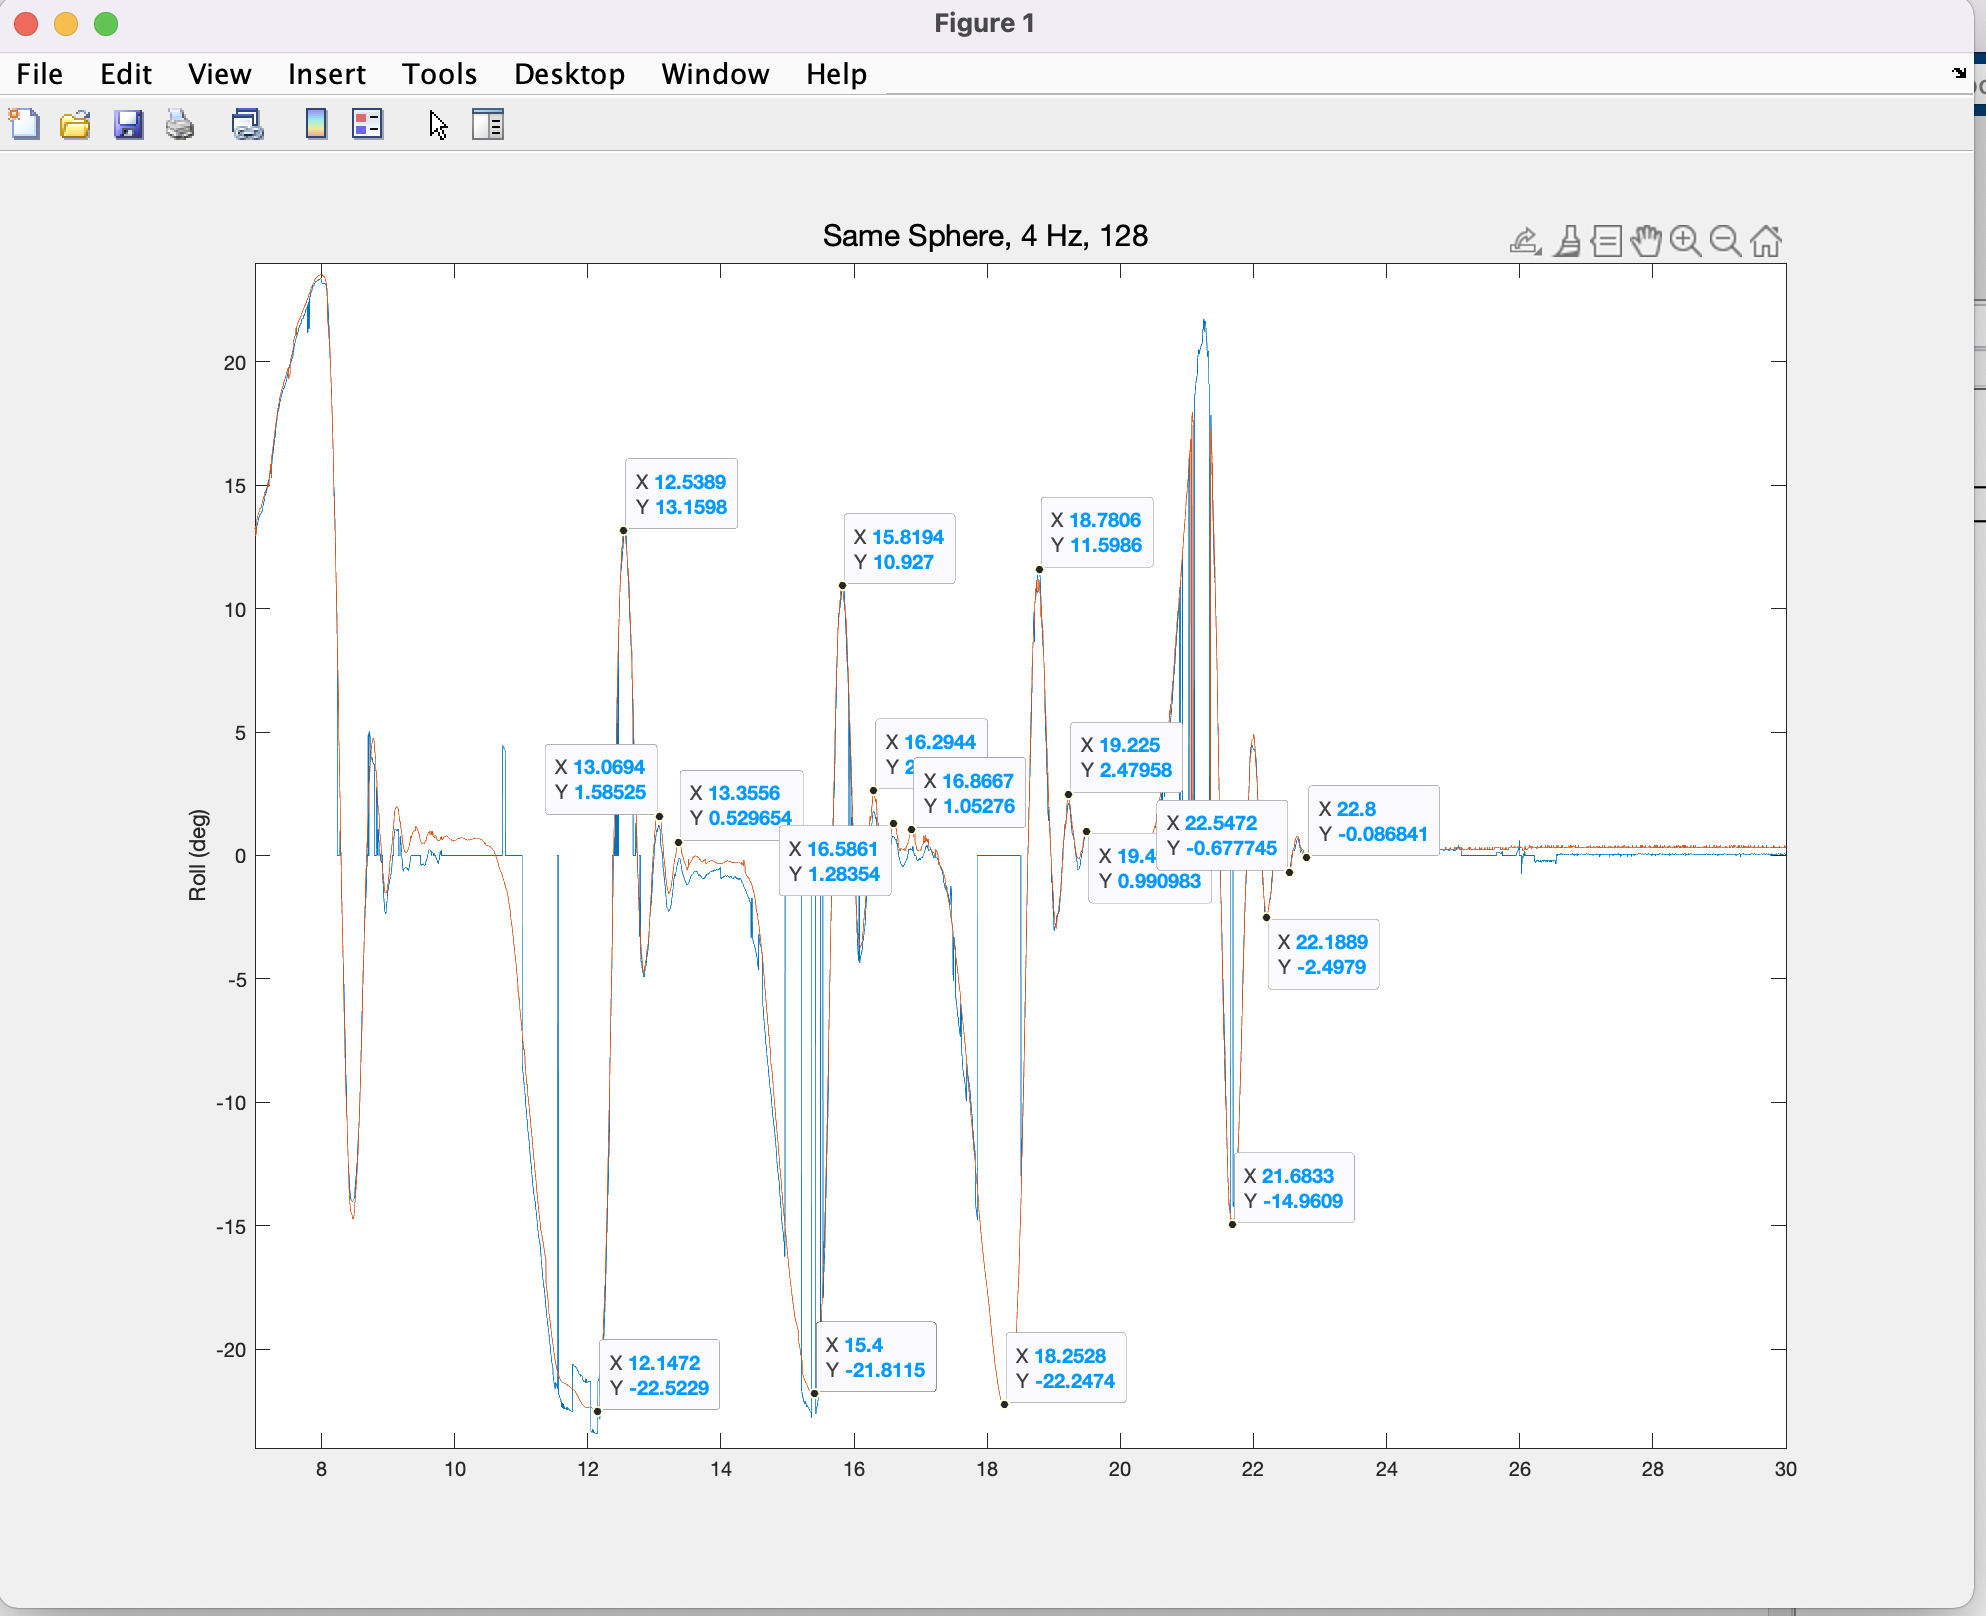 Figure 1
File Edit View Insert Tools Desktop Window Help
Same Sphere, 4 Hz, 128
Roll (deg)
20
15
10
5
0
-5
-10
-15
-20
8 10 12 14 16 18 20 22 24 26 28 30
X 12.5389
Y 13.1598
X 15.8194
Y 10.927
X 18.7806
Y 11.5986
X 13.0694
Y 1.58525
X 13.3556
Y 0.529654
X 16.2944
Y 2
X 16.8667
Y 1.05276
X 19.225
Y 2.47958
X 16.5861
Y 1.28354
X 19.4
Y 0.990983
X 22.5472
Y -0.677745
X 22.8
Y -0.086841
X 22.1889
Y -2.4979
X 21.6833
Y -14.9609
X 12.1472
Y -22.5229
X 15.4
Y -21.8115
X 18.2528
Y -22.2474